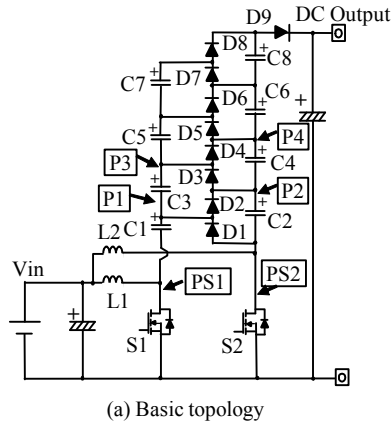 D9 DC Output
D8
C8
C7
D7
D6
C6
C5
D5
P4
P3
D4
C4
D3
P1
C3
P2
D2
C2
C1
D1
L2
Vin
PS1
PS2
L1
S1
S2
(a) Basic topology